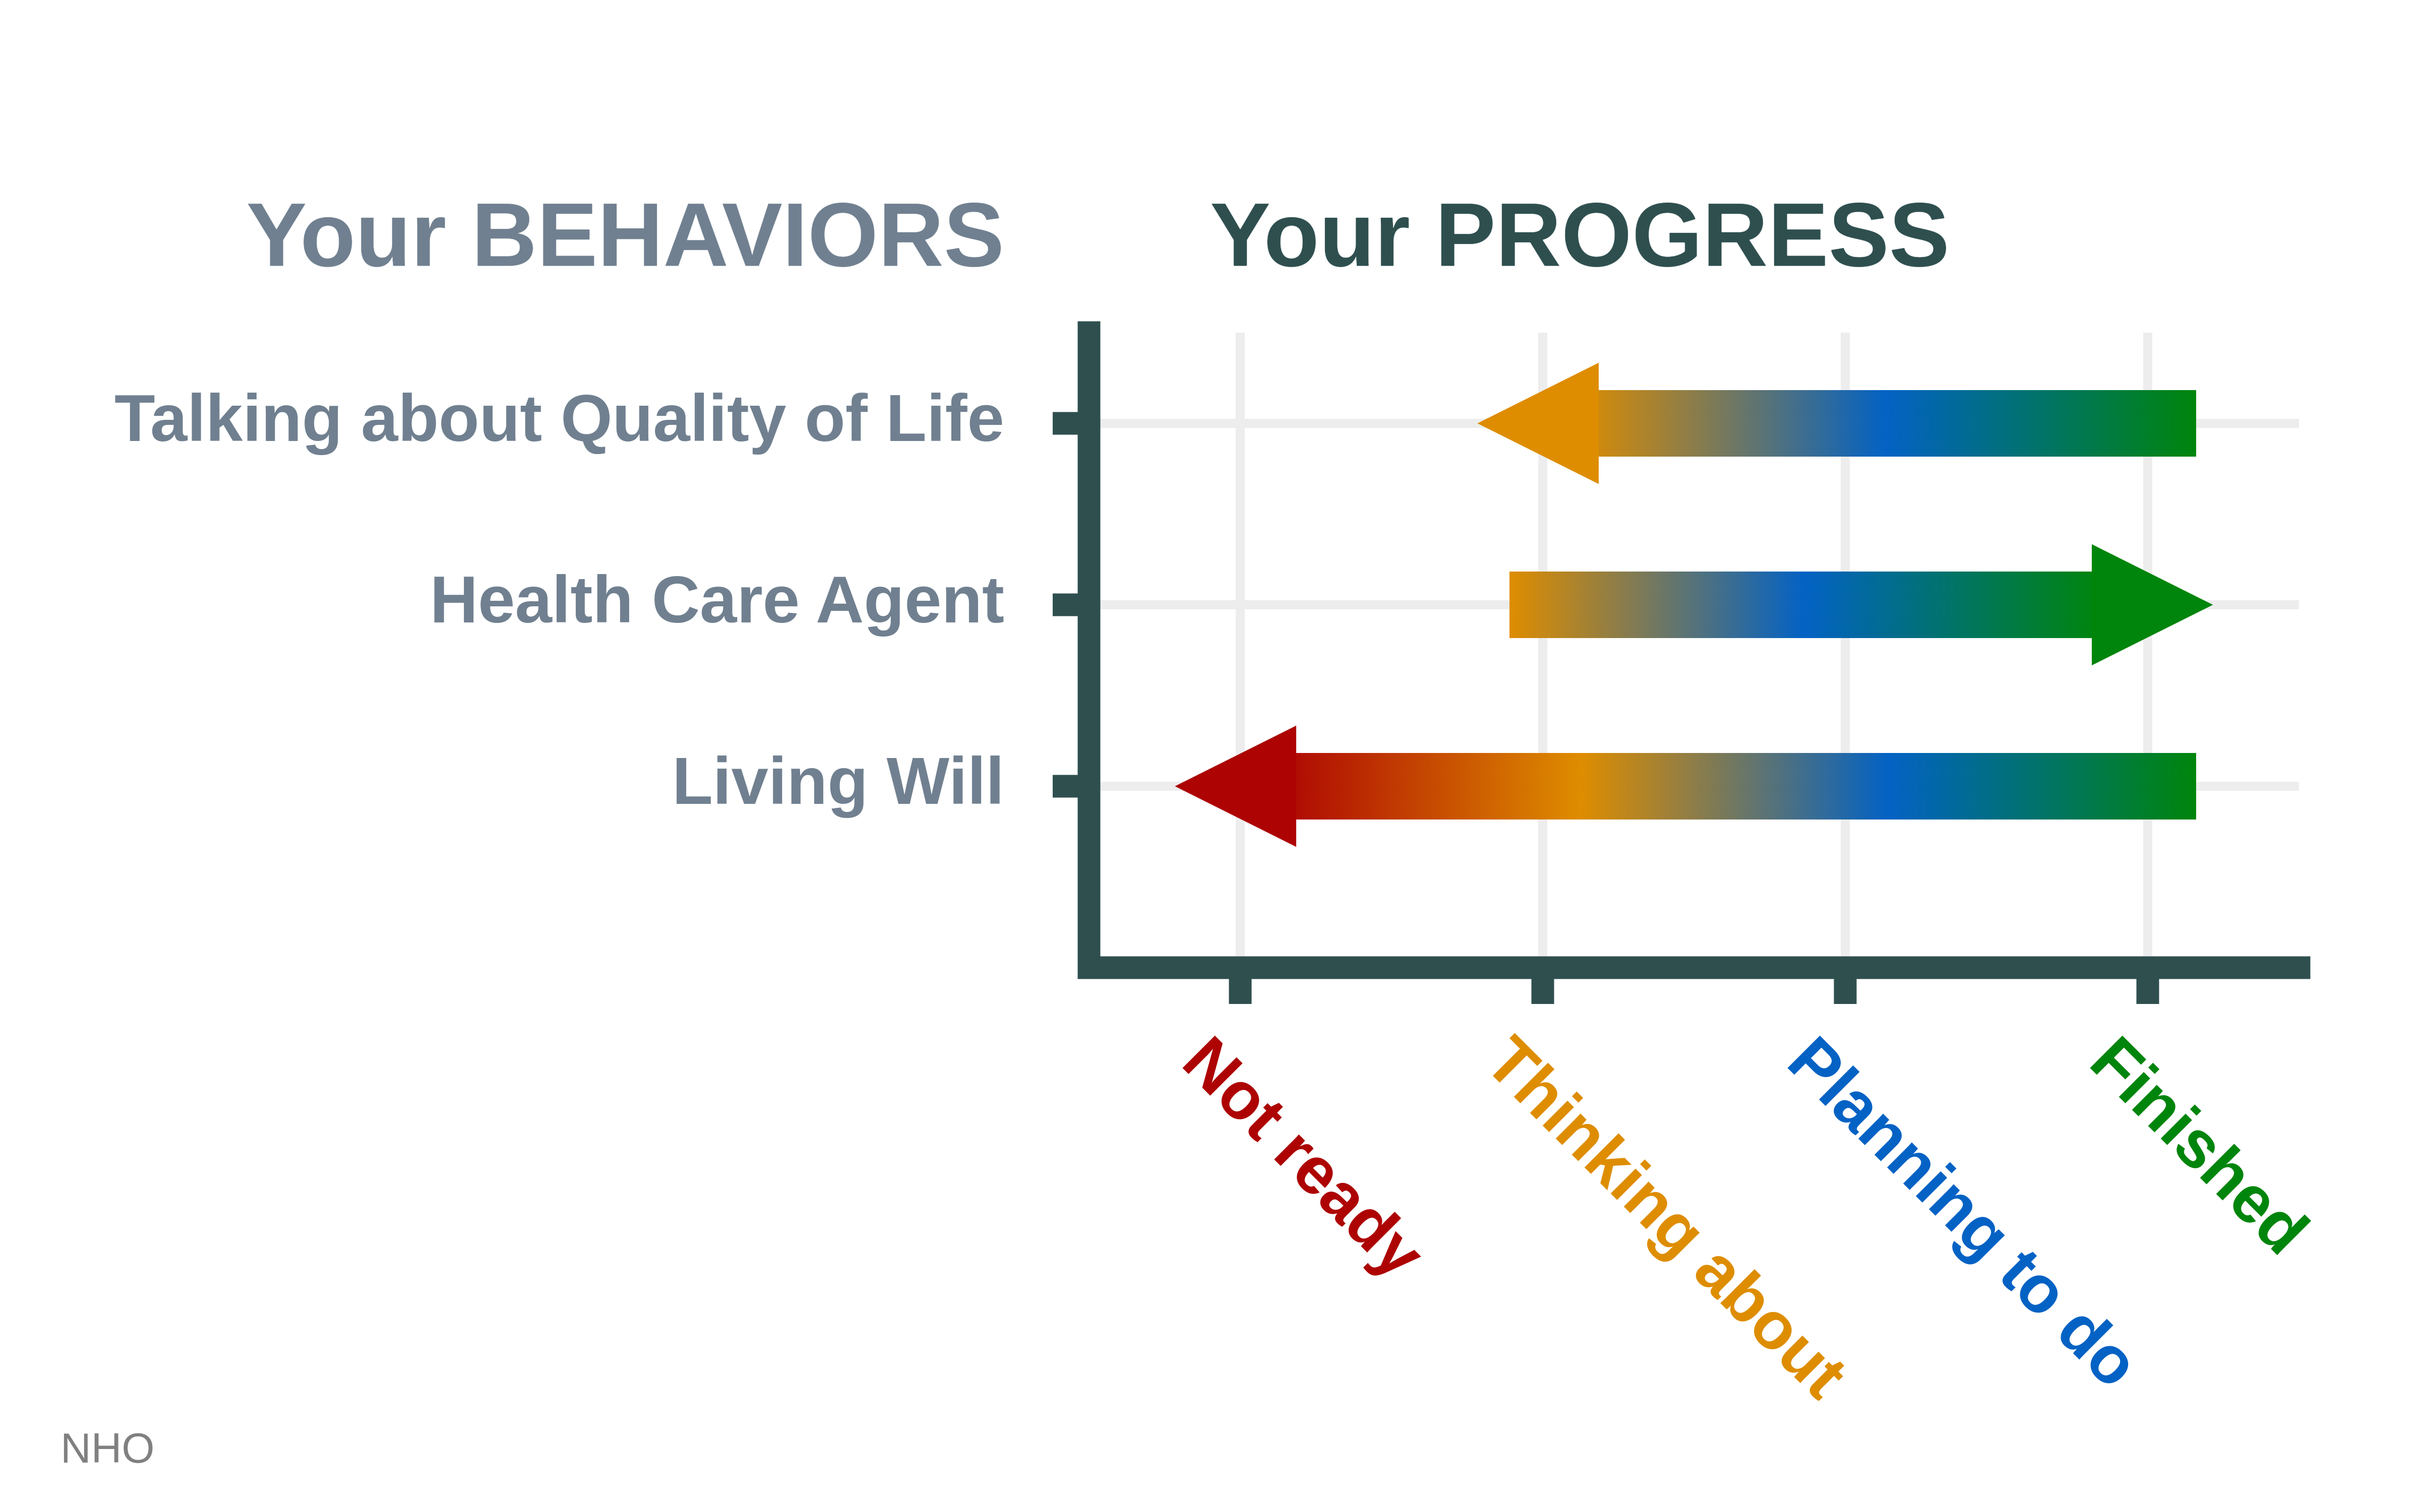 Your BEHAVIORS
Your PROGRESS
Talking about Quality of Life
Health Care Agent
Living Will
Not ready
Thinking about
Planning to do
Finished
NHO